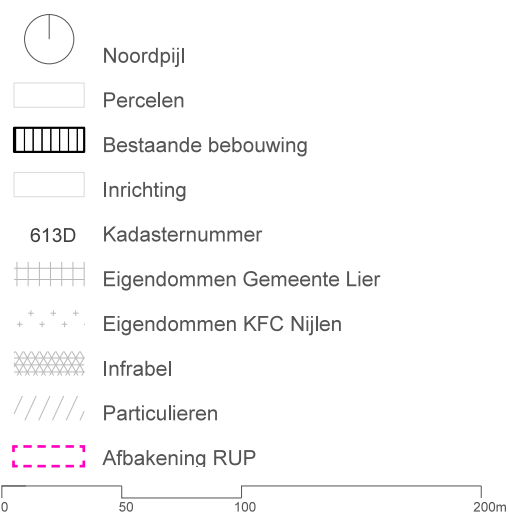 Noordpijl
Percelen
Bestaande bebouwing
Inrichting
613D Kadasternummer
Eigendommen Gemeente Lier
Eigendommen KFC Nijlen
Infrabel
Particulieren
Afbakening RUP
0 50 100 200m